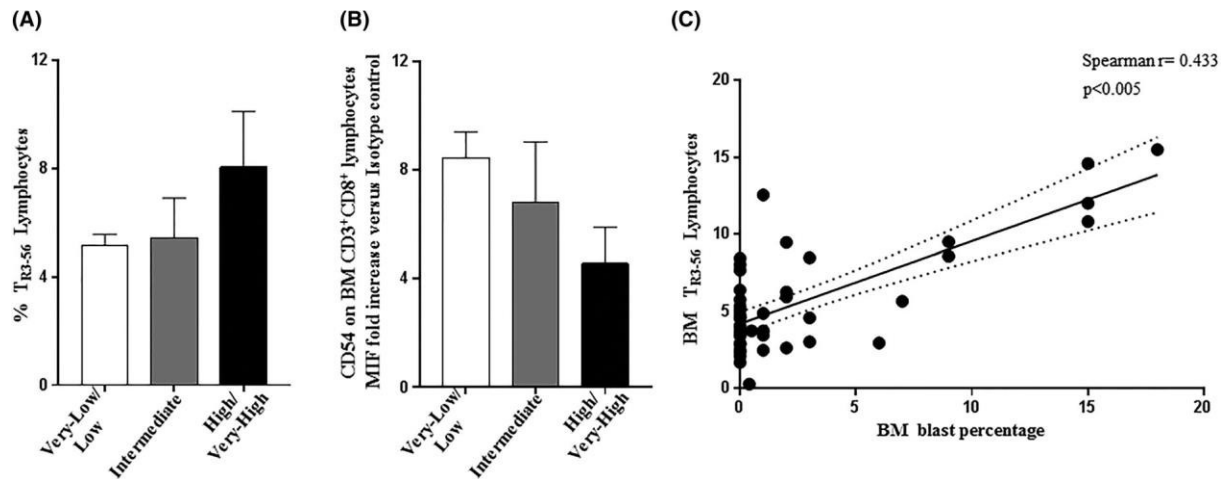 (A)
% TR3-56 Lymphocytes
12
8
4
0
Very-Low/
Low
Intermediate
High/
Very-High
(B)
CD54 on BM CD3+CD8+ lymphocytes
MIF fold increase versus Isotype control
12
8
4
0
Very-Low/
Low
Intermediate
High/
Very-High
(C)
Spearman r= 0.433
p<0.005
BM TR3-56 Lymphocytes
20
15
10
5
0
0
5
10
15
20
BM blast percentage